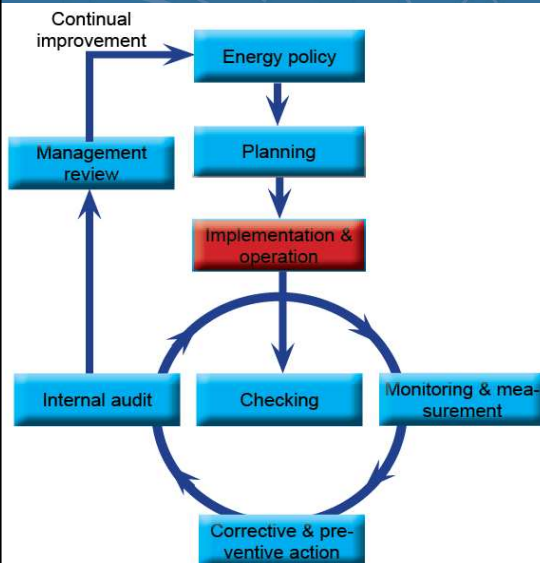 Continual
improvement
Energy policy
Management
review
Planning
Implementation &
operation
Internal audit
Checking
Monitoring & mea-
surement
Corrective & pre-
ventive action